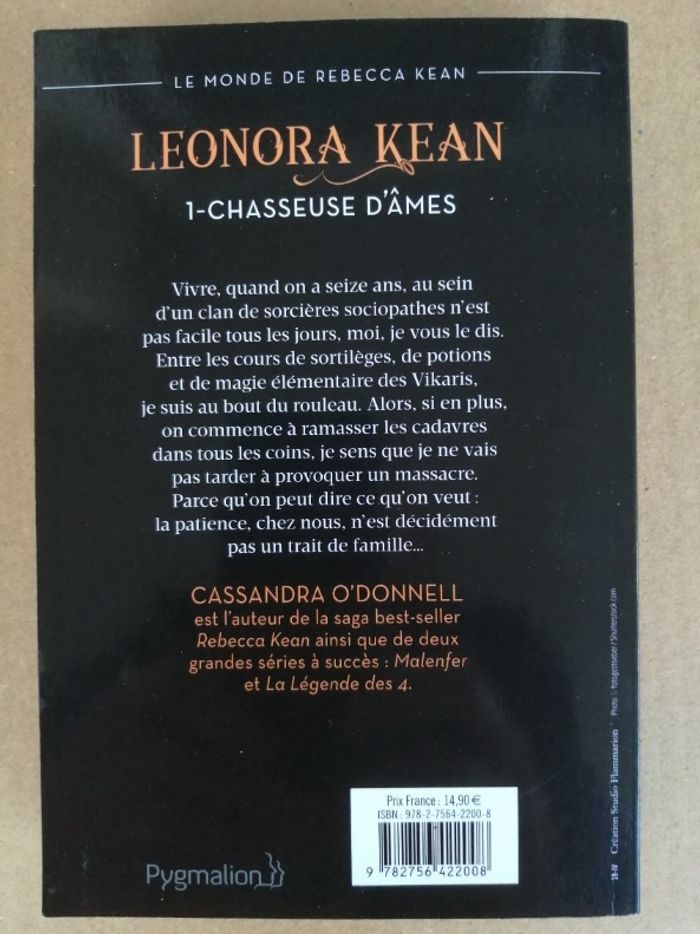 LE MONDE DE REBECCA KEAN
LEONORA KEAN
1-CHASSEUSE D'ÂMES
Vivre, quand on a seize ans, au sein
d'un clan de sorcières sociopathes n'est
pas facile tous les jours, moi, je vous le dis.
Entre les cours de sortilèges, de potions
et de magie élémentaire des Vikaris,
je suis au bout du rouleau. Alors, si en plus,
on commence à ramasser les cadavres
dans tous les coins, je sens que je ne vais
pas tarder à provoquer un massacre.
Parce qu'on peut dire ce qu'on veut :
la patience, chez nous, n'est décidément
pas un trait de famille...
CASSANDRA O'DONNELL
est l'auteur de la saga best-seller
Rebecca Kean ainsi que de deux
grandes séries à succès : Malenfer
et La Légende des 4.
Prix France : 14,90 €
ISBN : 978-2-7564-2200-8
9 782756 422008
Pygmalion
Création Studio Flammarion
Photo : © / Shutterstock.com